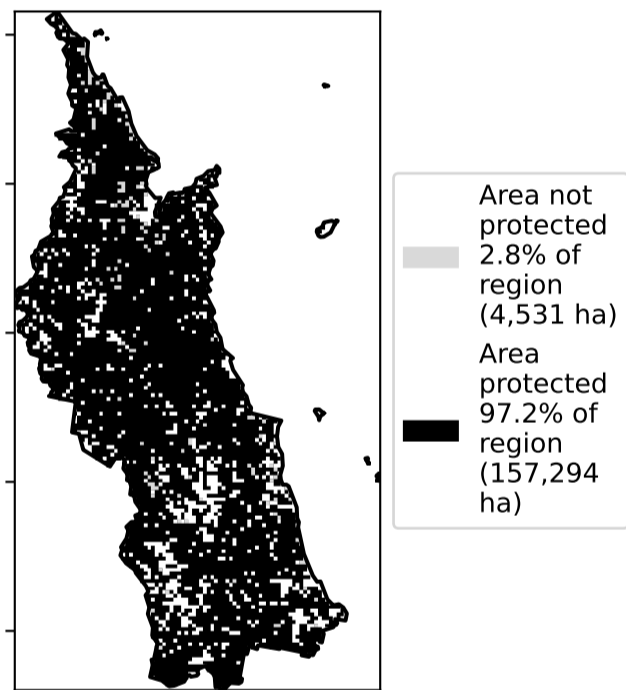 Area not
protected
2.8% of
region
(4,531 ha)
Area
protected
97.2% of
region
(157,294
ha)